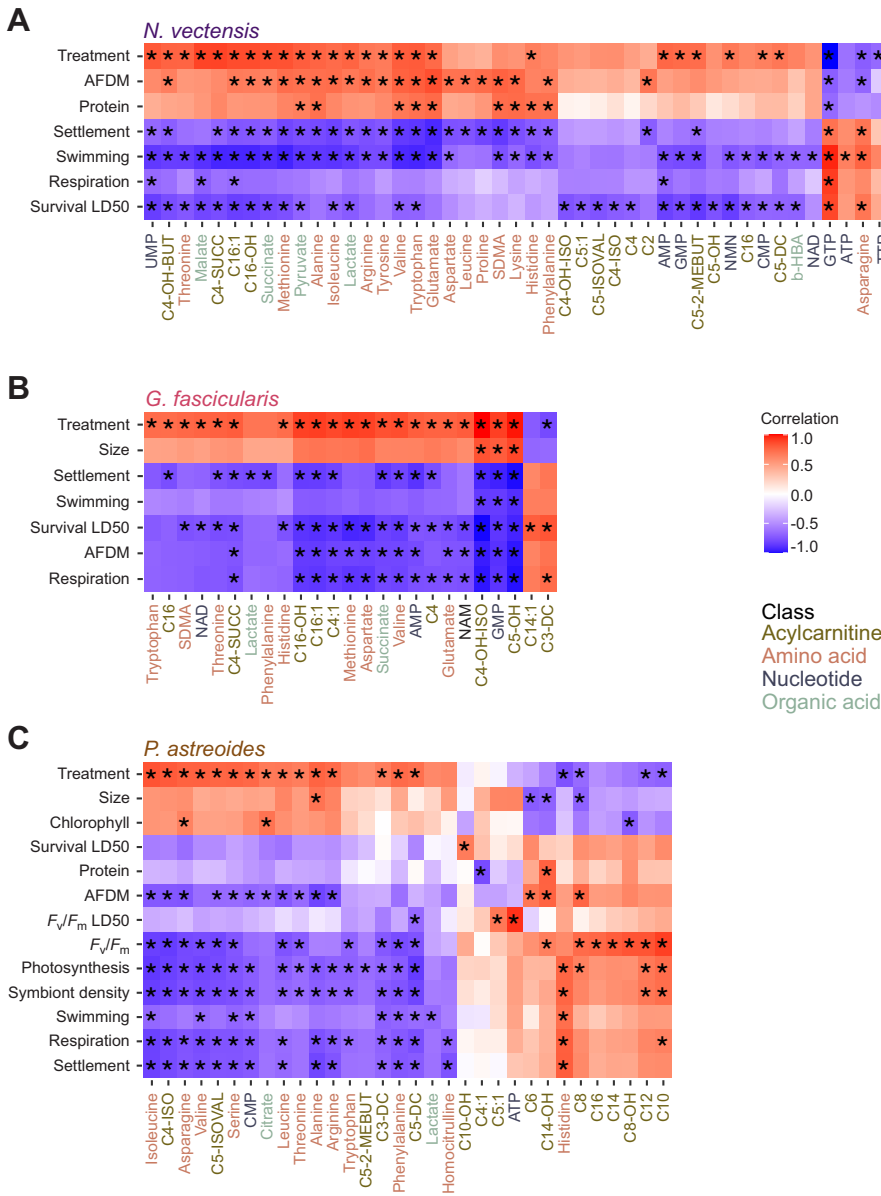 A
N. vectensis
Treatment
AFDM
Protein
Settlement
Swimming
Respiration
Survival LD50
UMP
C4-OH-BUT
Threonine
Malate
C4-SUCC
C16:1
C16-OH
Succinate
Methionine
Pyruvate
Alanine
Isoleucine
Lactate
Arginine
Tyrosine
Valine
Tryptophan
Glutamate
Aspartate
Leucine
Proline
SDMA
Lysine
Histidine
Phenylalanine
C4-OH-ISO
C5:1
C5-ISOVAL
C4-ISO
C4
C2
AMP
GMP
C5-2-MEBUT
C5-OH
NMN
C16
CMP
C5-DC
b-HBA
NAD
GTP
ATP
Asparagine
TTP
B
G. fascicularis
Treatment
Size
Settlement
Swimming
Survival LD50
AFDM
Respiration
Tryptophan
C16
SDMA
NAD
Threonine
C4-SUCC
Lactate
Phenylalanine
Histidine
C16-OH
C16:1
C4:1
Methionine
Aspartate
Succinate
Valine
AMP
C4
Glutamate
NAM
C4-OH-ISO
GMP
C5-OH
C14:1
C3-DC
Correlation
1.0
0.5
0.0
-0.5
-1.0
Class
Acylcarnitine
Amino acid
Nucleotide
Organic acid
C
P. astreoides
Treatment
Size
Chlorophyll
Survival LD50
Protein
AFDM
Fv/Fm LD50
Fv/Fm
Photosynthesis
Symbiont density
Swimming
Respiration
Settlement
Isoleucine
C4-ISO
Asparagine
Valine
C5-ISOVAL
Serine
CMP
Citrate
Leucine
Threonine
Alanine
Arginine
Tryptophan
C5-2-MEBUT
C3-DC
Phenylalanine
C5-DC
Lactate
Homocitrulline
C10-OH
C4:1
C5:1
ATP
C6
C14-OH
Histidine
C8
C16
C14
C8-OH
C12
C10